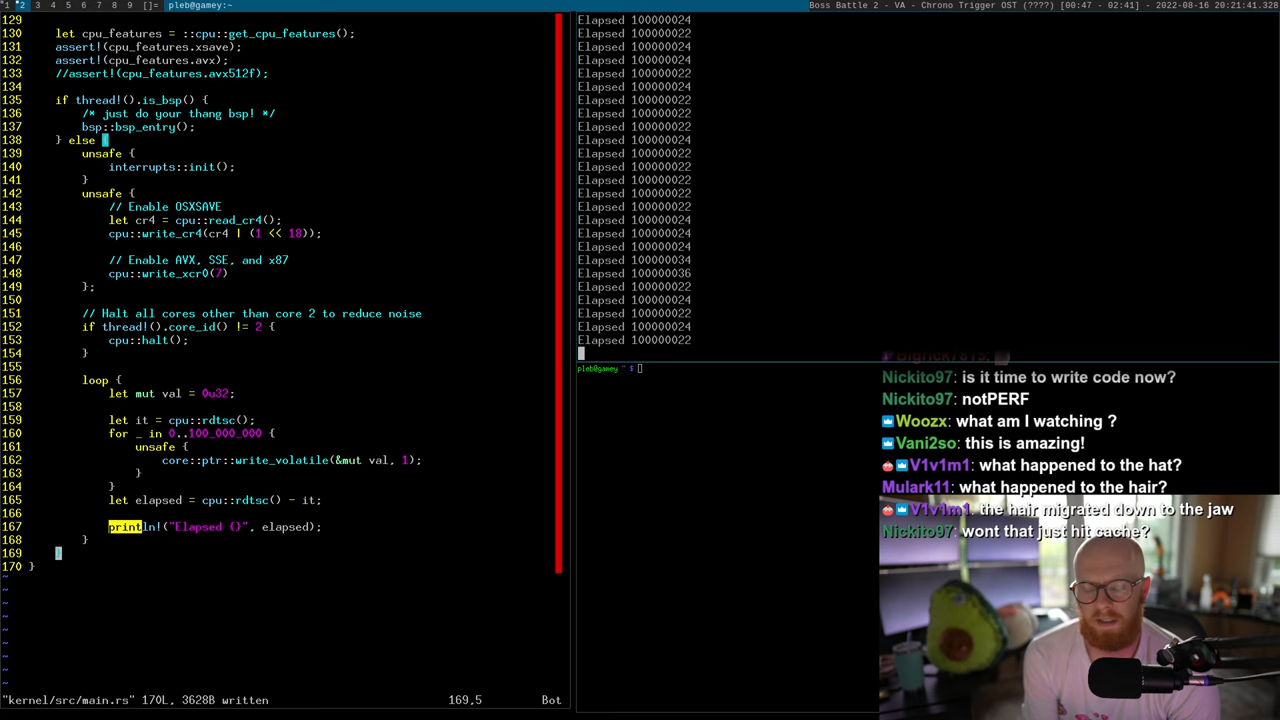 1 2 3 4 5 6 7 8 9 []= pleb@gamey:~
Boss Battle 2 - VA - Chrono Trigger OST (????) [00:47 - 02:41] - 2022-08-16 20:21:41.328
129
130 let cpu_features = ::cpu::get_cpu_features();
131 assert!(cpu_features.xsave);
132 assert!(cpu_features.avx);
133 //assert!(cpu_features.avx512f);
134
135 if thread!().is_bsp() {
136 /* just do your thang bsp! */
137 bsp::bsp_entry();
138 } else {
139 unsafe {
140 interrupts::init();
141 }
142 unsafe {
143 // Enable OSXSAVE
144 let cr4 = cpu::read_cr4();
145 cpu::write_cr4(cr4 | (1 << 18));
146
147 // Enable AVX, SSE, and x87
148 cpu::write_xcr0(7)
149 };
150
151 // Halt all cores other than core 2 to reduce noise
152 if thread!().core_id() != 2 {
153 cpu::halt();
154 }
155
156 loop {
157 let mut val = 0u32;
158
159 let it = cpu::rdtsc();
160 for _ in 0..100_000_000 {
161 unsafe {
162 core::ptr::write_volatile(&mut val, 1);
163 }
164 }
165 let elapsed = cpu::rdtsc() - it;
166
167 println!("Elapsed {}", elapsed);
168 }
169 }
170 }
~
~
~
~
~
~
~
~
~
"kernel/src/main.rs" 170L, 3628B written 169,5 Bot
Elapsed 100000024
Elapsed 100000022
Elapsed 100000024
Elapsed 100000024
Elapsed 100000022
Elapsed 100000024
Elapsed 100000022
Elapsed 100000022
Elapsed 100000022
Elapsed 100000024
Elapsed 100000022
Elapsed 100000022
Elapsed 100000022
Elapsed 100000022
Elapsed 100000022
Elapsed 100000024
Elapsed 100000024
Elapsed 100000024
Elapsed 100000034
Elapsed 100000036
Elapsed 100000022
Elapsed 100000024
Elapsed 100000022
Elapsed 100000024
Elapsed 100000022
pleb@gamey ~ $
Nickito97: is it time to write code now?
Nickito97: notPERF
Woozx: what am I watching ?
Vani2so: this is amazing!
V1v1m1: what happened to the hat?
Mulark11: what happened to the hair?
V1v1m1: the hair migrated down to the jaw
Nickito97: wont that just hit cache?